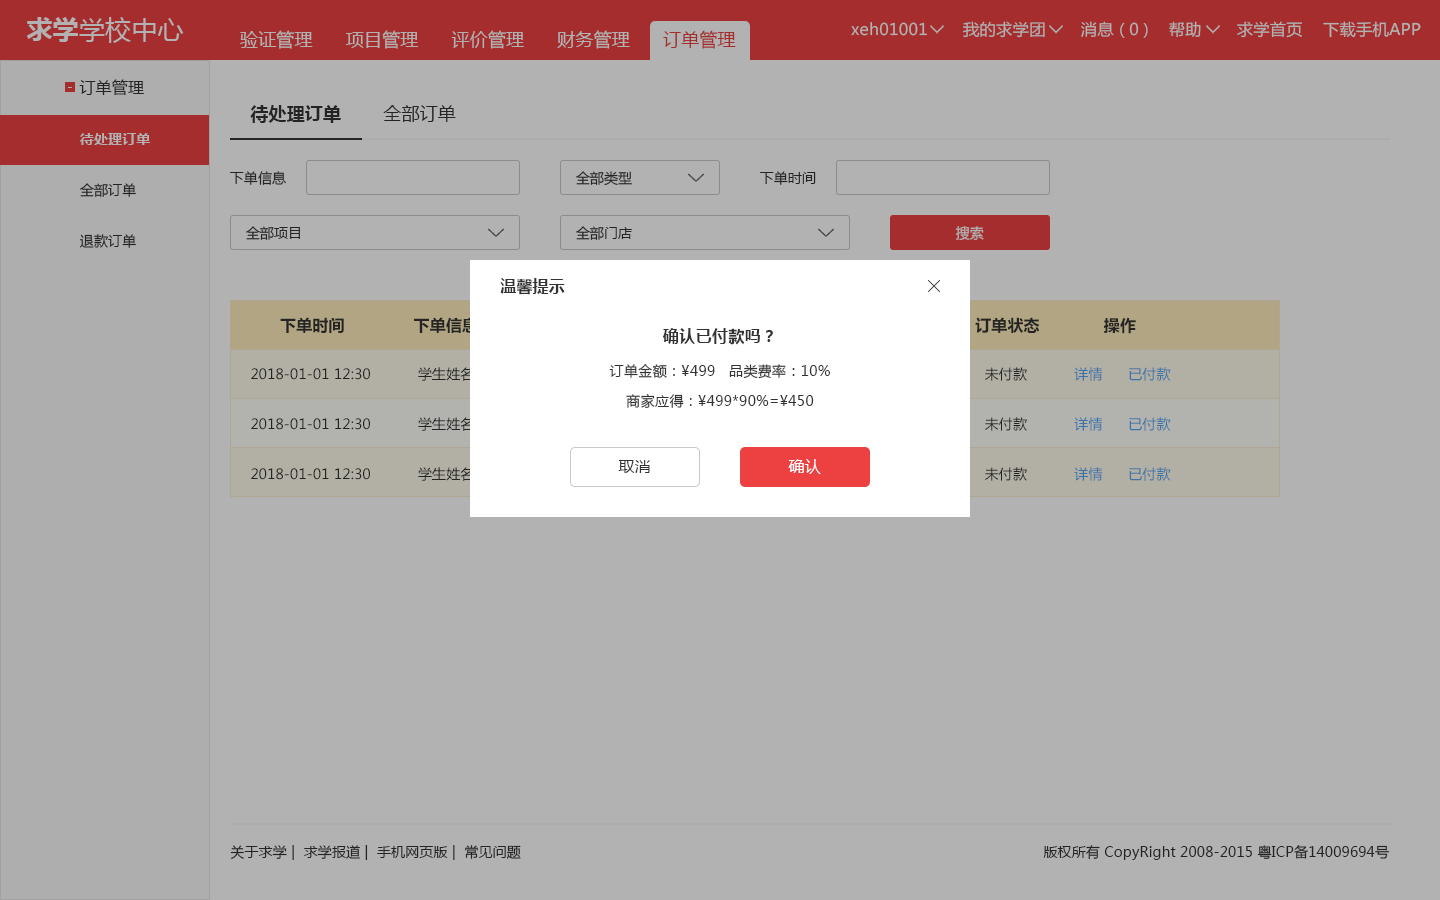 求学学校中心 验证管理 项目管理 评价管理 财务管理 订单管理 xeh01001 我的求学团 消息（0） 帮助 求学首页 下载手机APP
订单管理
待处理订单
全部订单
退款订单
待处理订单 全部订单
下单信息 全部类型 下单时间
全部项目 全部门店 搜索
温馨提示
确认已付款吗？
订单金额：¥499 品类费率：10%
商家应得：¥499*90%=¥450
取消 确认
下单时间 下单信息 订单状态 操作
2018-01-01 12:30 学生姓名 未付款 详情 已付款
2018-01-01 12:30 学生姓名 未付款 详情 已付款
2018-01-01 12:30 学生姓名 未付款 详情 已付款
关于求学 | 求学报道 | 手机网页版 | 常见问题 版权所有 CopyRight 2008-2015 粤ICP备14009694号